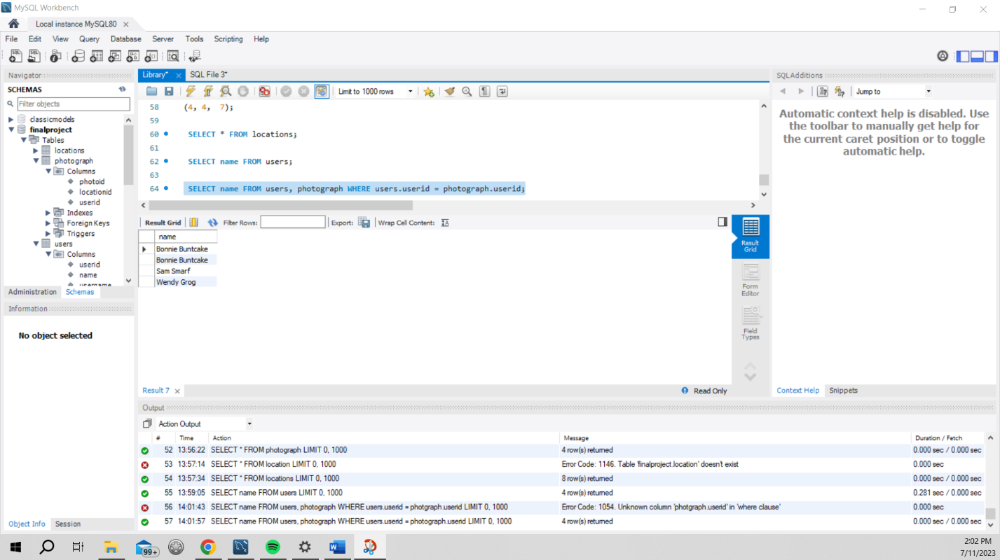 MySQL Workbench
Local instance MySQL80
File Edit View Query Database Server Tools Scripting Help
Navigator
SCHEMAS
Filter objects
classicmodels
finalproject
Tables
locations
photograph
Columns
photoid
locationid
userid
Indexes
Foreign Keys
Triggers
users
Columns
userid
name
username
Administration Schemas
Information
No object selected
Object Info Session
Library* SQL File 3*
Limit to 1000 rows
58 (4, 4, 7);
59
60 SELECT * FROM locations;
61
62 SELECT name FROM users;
63
64 SELECT name FROM users, photograph WHERE users.userid = photograph.userid;
Result Grid Filter Rows: Export: Wrap Cell Content:
name
Bonnie Buntcake
Bonnie Buntcake
Sam Smarf
Wendy Grog
Result Grid
Form Editor
Field Types
Result 7 Read Only
SQLAdditions
Jump to
Automatic context help is disabled. Use
the toolbar to manually get help for
the current caret position or to toggle
automatic help.
Context Help Snippets
Output
Action Output
# Time Action Message Duration / Fetch
52 13:56:22 SELECT * FROM photograph LIMIT 0, 1000 4 row(s) returned 0.000 sec / 0.000 sec
53 13:57:14 SELECT * FROM location LIMIT 0, 1000 Error Code: 1146. Table 'finalproject.location' doesn't exist 0.000 sec
54 13:57:34 SELECT * FROM locations LIMIT 0, 1000 8 row(s) returned 0.000 sec / 0.000 sec
55 13:59:05 SELECT name FROM users LIMIT 0, 1000 4 row(s) returned 0.281 sec / 0.000 sec
56 14:01:43 SELECT name FROM users, photograph WHERE users.userid = photgraph.userid LIMIT 0, 1000 Error Code: 1054. Unknown column 'photgraph.userid' in 'where clause' 0.000 sec
57 14:01:57 SELECT name FROM users, photograph WHERE users.userid = photograph.userid LIMIT 0, 1000 4 row(s) returned 0.000 sec / 0.000 sec
99+
2:02 PM
7/11/2023